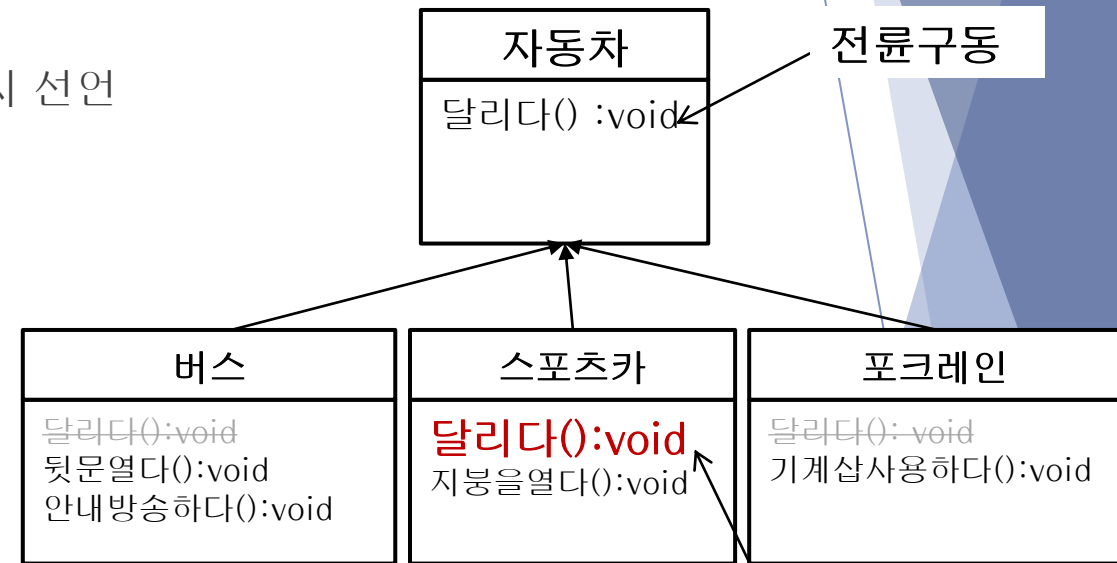 자동차
전륜구동
선언
달리다() :void
버스
달리다():void
뒷문열다():void
안내방송하다():void
스포츠카
달리다():void
지붕을열다():void
포크레인
달리다(): void
기계삽사용하다():void